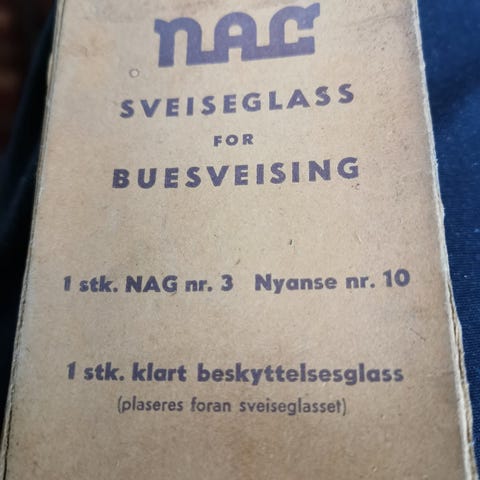 NAG
SVEISEGLASS
FOR
BUESVEISING
1 stk. NAG nr. 3 Nyanse nr. 10
1 stk. klart beskyttelsesglass
(plaseres foran sveiseglasset)